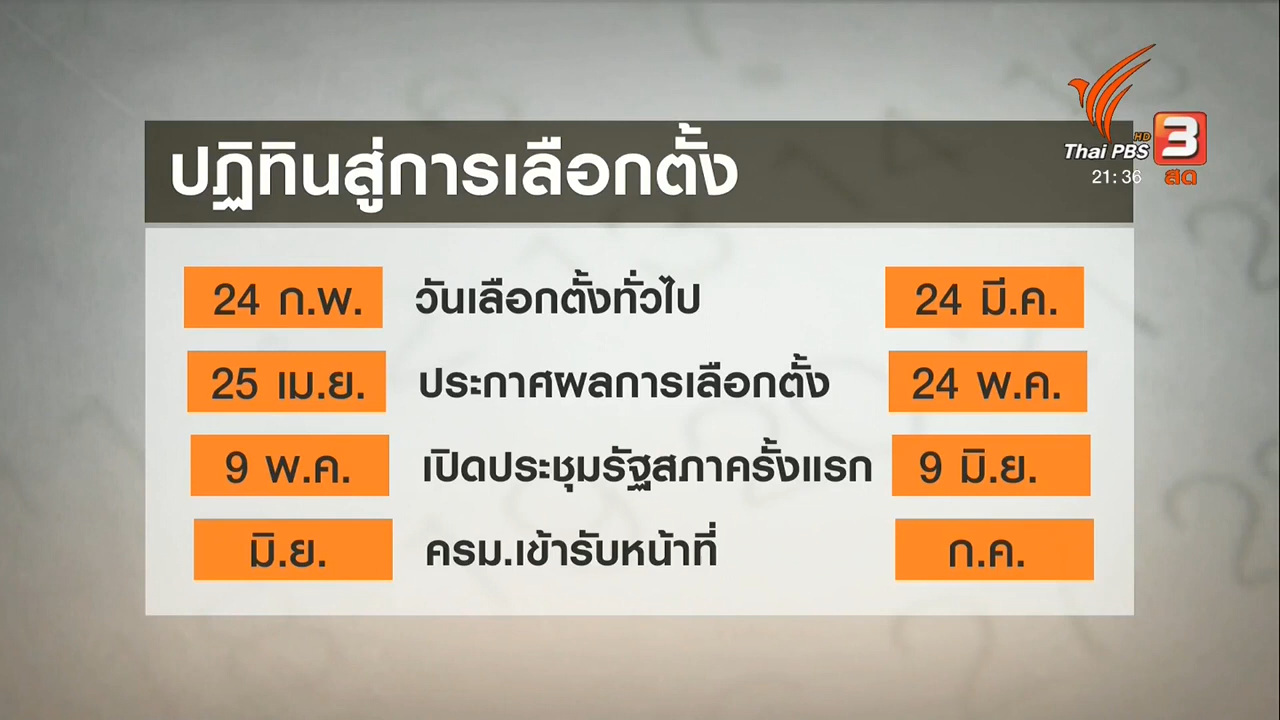 HD
Thai PBS 3
21:36 สด
ปฏิทินสู่การเลือกตั้ง
24 ก.พ. วันเลือกตั้งทั่วไป 24 มี.ค.
25 เม.ย. ประกาศผลการเลือกตั้ง 24 พ.ค.
9 พ.ค. เปิดประชุมรัฐสภาครั้งแรก 9 มิ.ย.
มิ.ย. ครม.เข้ารับหน้าที่ ก.ค.